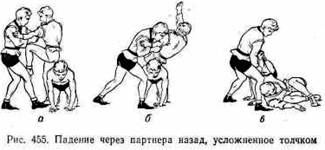 а
б
в
Рис. 455. Падение через партнера назад, усложненное толчком